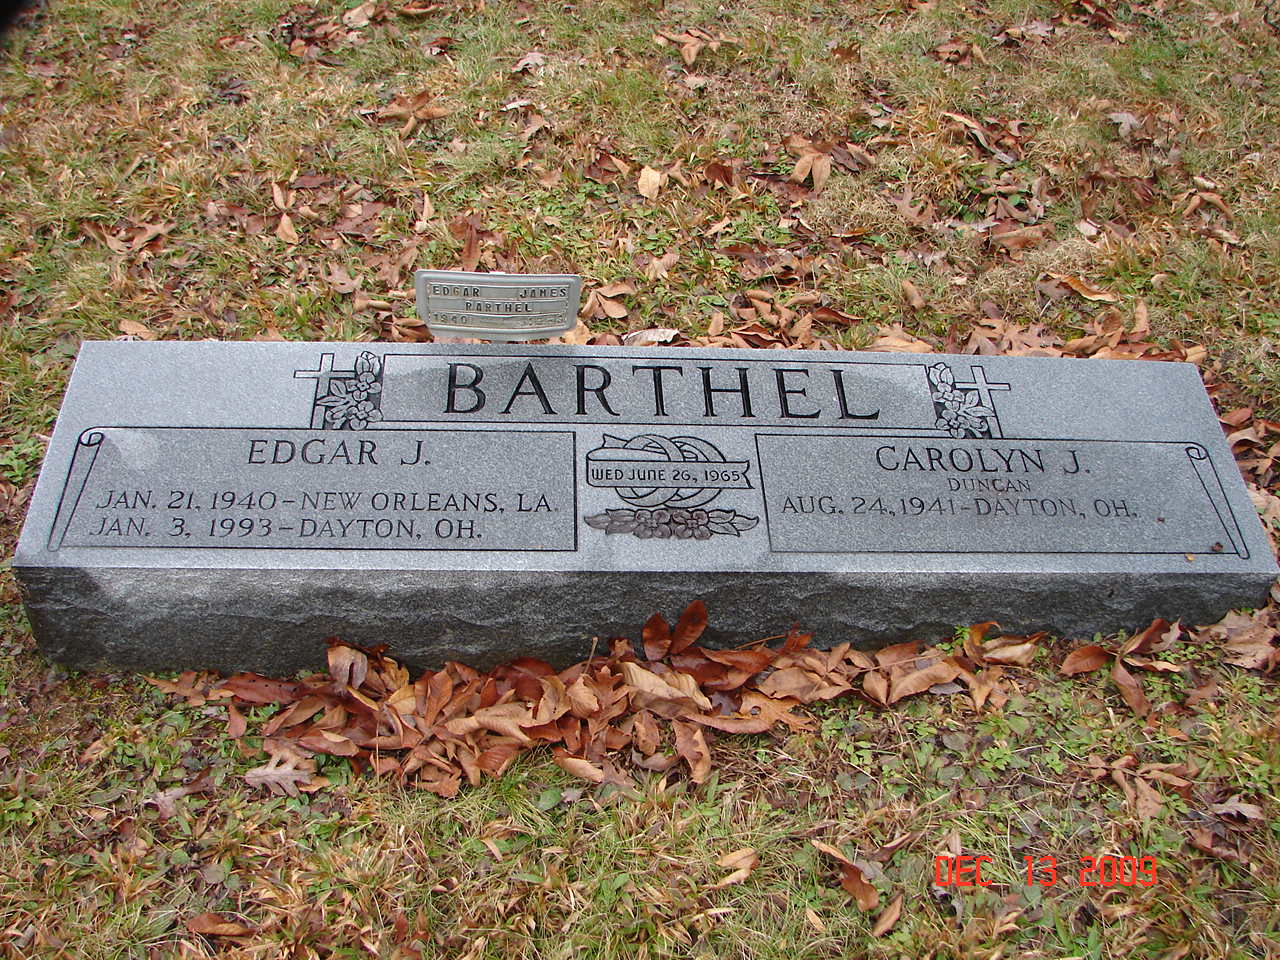 EDGAR JAMES
BARTHEL
1940
BARTHEL
EDGAR J.
JAN. 21, 1940-NEW ORLEANS, LA.
JAN. 3, 1993-DAYTON, OH.
WED JUNE 26, 1965
CAROLYN J.
DUNCAN
AUG. 24, 1941-DAYTON, OH.
DEC 13 2009